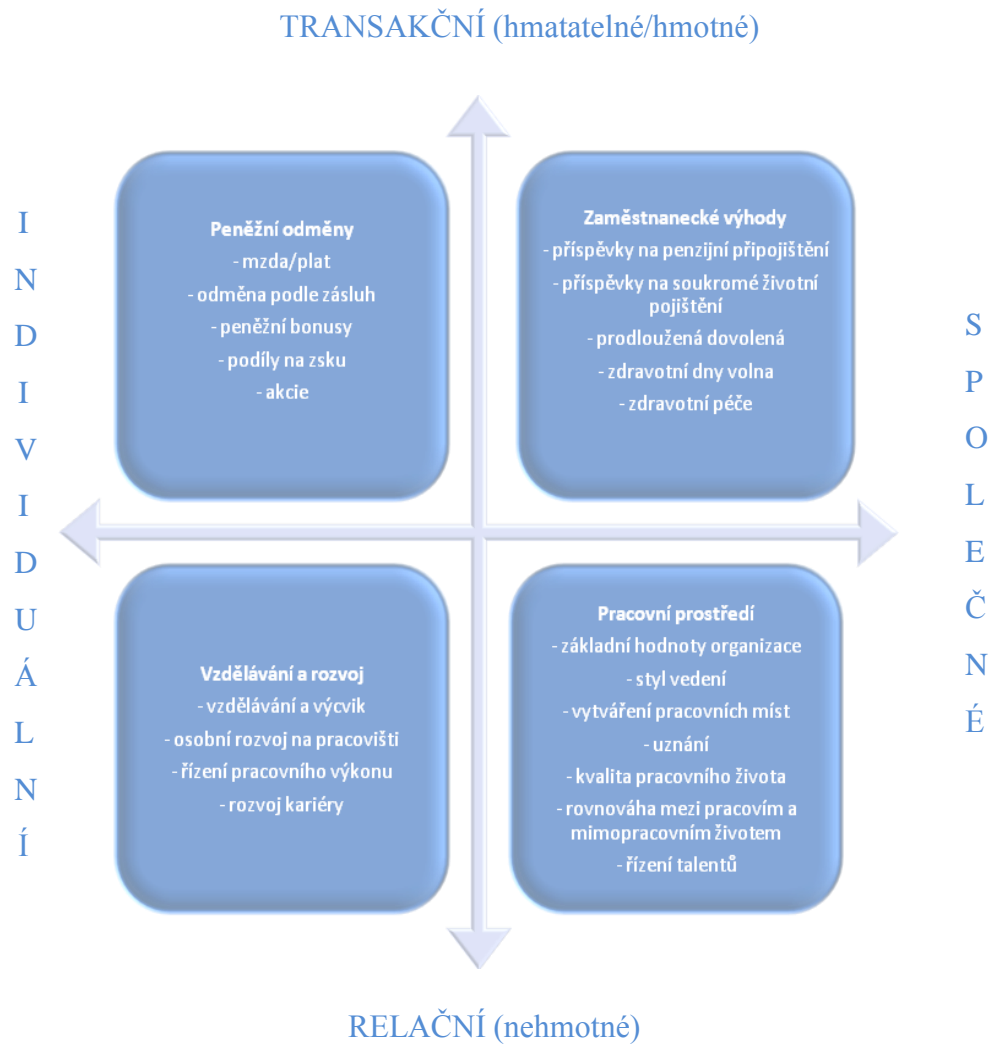 TRANSAKČNÍ (hmatatelné/hmotné)
INDIVIDUÁLNÍ
Peněžní odměny
- mzda/plat
- odměna podle zásluh
- peněžní bonusy
- podíly na zsku
- akcie
Zaměstnanecké výhody
- příspěvky na penzijní připojištění
- příspěvky na soukromé životní
pojištění
- prodloužená dovolená
- zdravotní dny volna
- zdravotní péče
SPOLEČNÉ
Vzdělávání a rozvoj
- vzdělávání a výcvik
- osobní rozvoj na pracovišti
- řízení pracovního výkonu
- rozvoj kariéry
Pracovní prostředí
- základní hodnoty organizace
- styl vedení
- vytváření pracovních míst
- uznání
- kvalita pracovního života
- rovnováha mezi pracovím a
mimopracovním životem
- řízení talentů
RELAČNÍ (nehmotné)